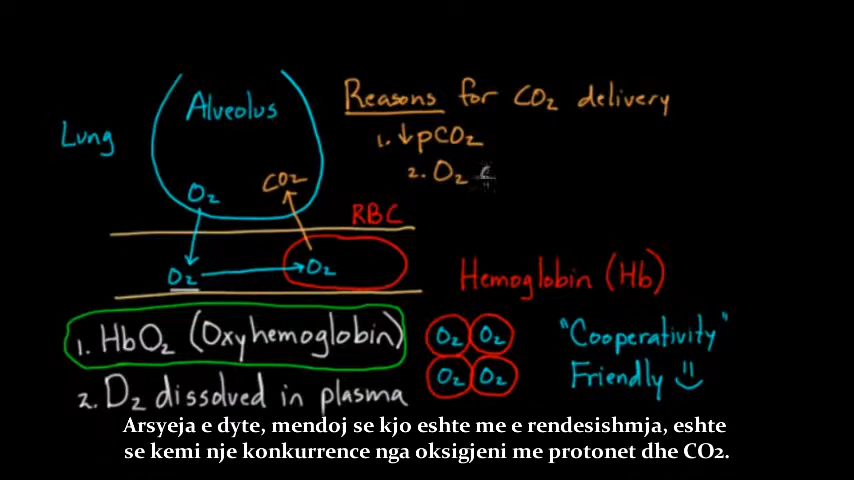 Lung
Alveolus
Reasons for CO₂ delivery
1. ↓pCO₂
2. O₂
O₂
CO₂
RBC
O₂
O₂
Hemoglobin (Hb)
1. HbO₂ (Oxyhemoglobin)
O₂ O₂
"Cooperativity"
O₂ O₂
Friendly
2. O₂ dissolved in plasma
Arsyeja e dyte, mendoj se kjo eshte me e rendesishmja, eshte
se kemi nje konkurrence nga oksigjeni me protonet dhe CO2.